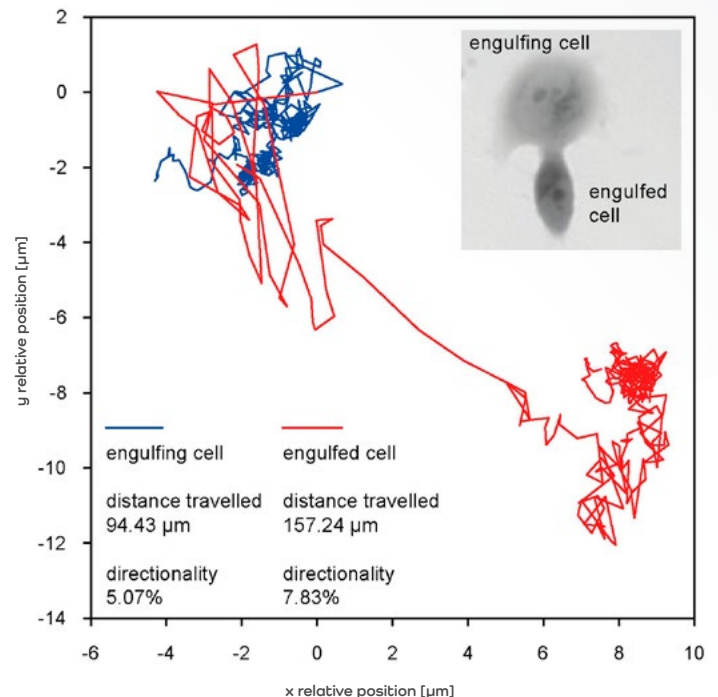 2
0
-2
-4
-6
-8
-10
-12
-14
y relative position [µm]
engulfing cell
engulfed
cell
engulfing cell
engulfed cell
distance travelled
94.43 µm
distance travelled
157.24 µm
directionality
5.07%
directionality
7.83%
-6
-4
-2
0
2
4
6
8
10
x relative position [µm]